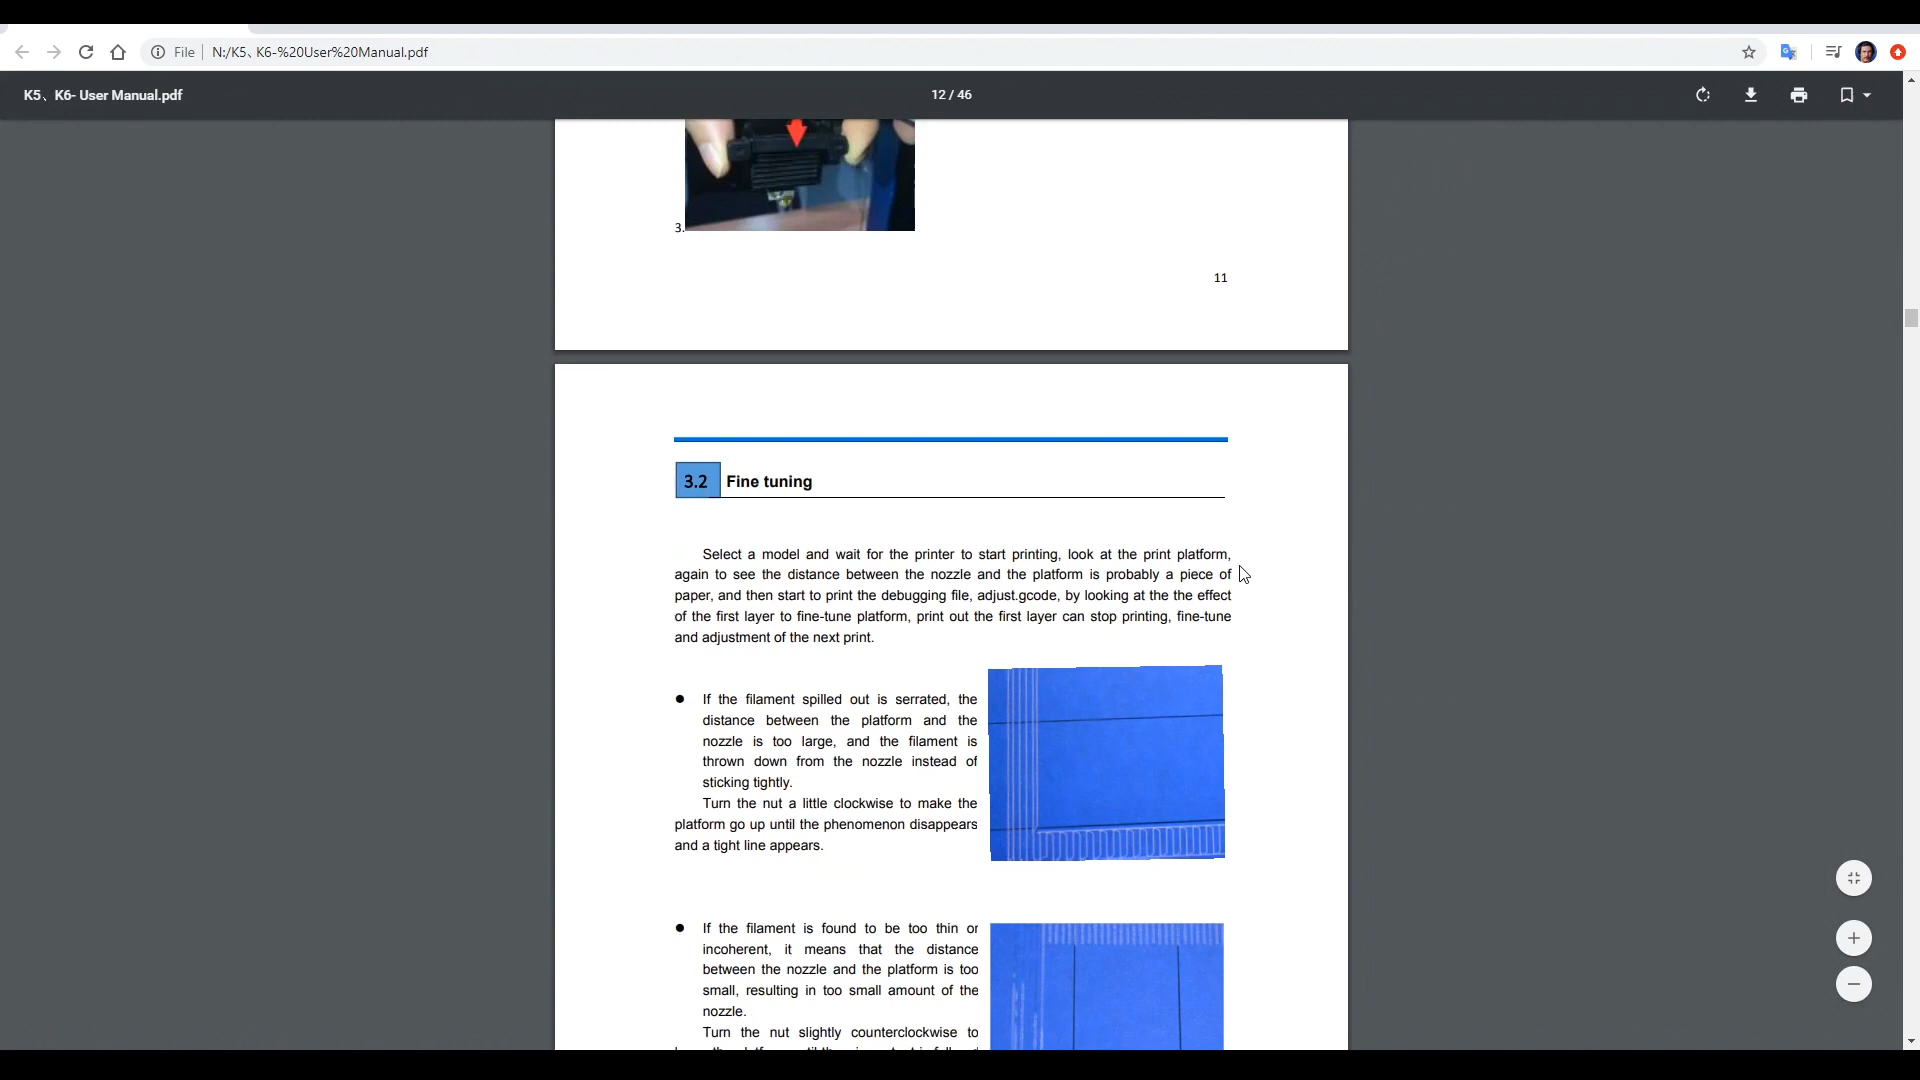 File N:/K5、K6-%20User%20Manual.pdf
K5、K6- User Manual.pdf
12 / 46
3.
11
3.2 Fine tuning
Select a model and wait for the printer to start printing, look at the print platform,
again to see the distance between the nozzle and the platform is probably a piece of
paper, and then start to print the debugging file, adjust.gcode, by looking at the the effect
of the first layer to fine-tune platform, print out the first layer can stop printing, fine-tune
and adjustment of the next print.
● If the filament spilled out is serrated, the
distance between the platform and the
nozzle is too large, and the filament is
thrown down from the nozzle instead of
sticking tightly.
Turn the nut a little clockwise to make the
platform go up until the phenomenon disappears
and a tight line appears.
● If the filament is found to be too thin or
incoherent, it means that the distance
between the nozzle and the platform is too
small, resulting in too small amount of the
nozzle.
Turn the nut slightly counterclockwise to